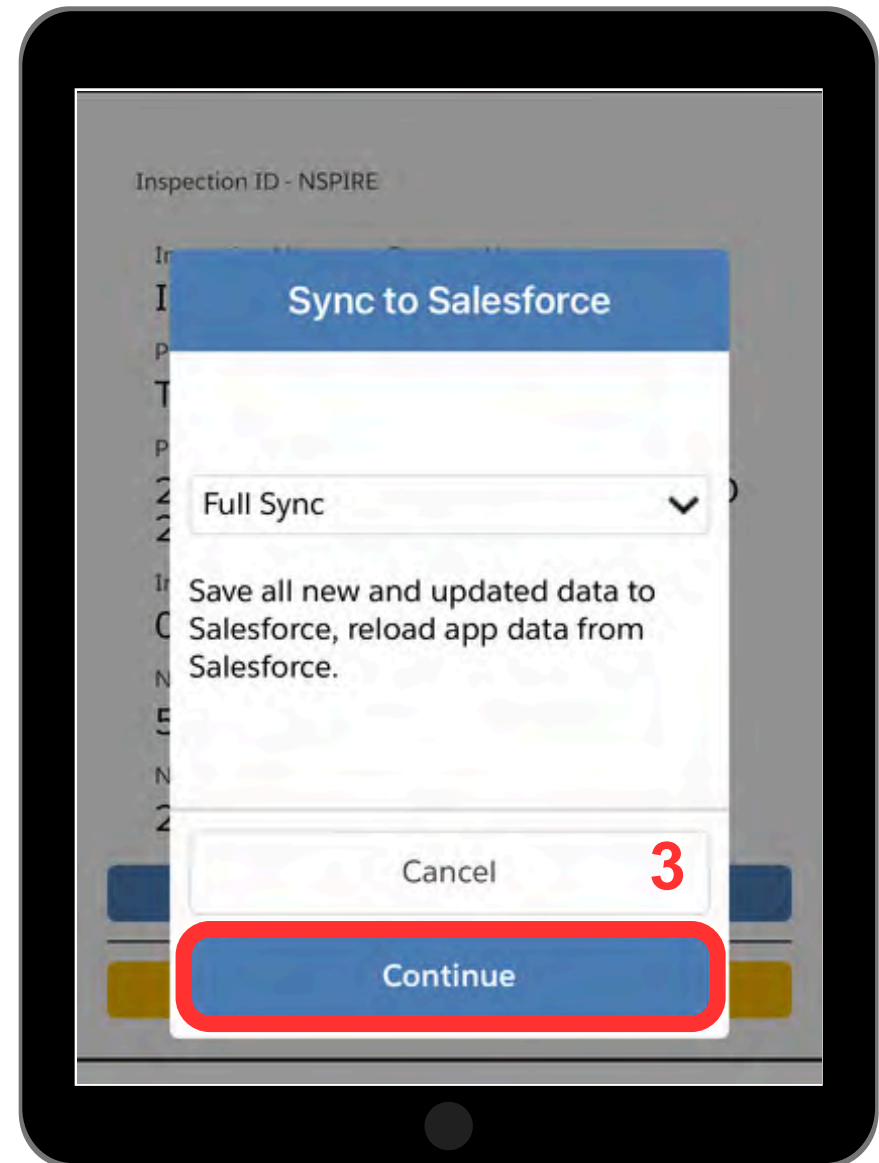 Inspection ID - NSPIRE
Sync to Salesforce
Full Sync
Save all new and updated data to
Salesforce, reload app data from
Salesforce.
Cancel
3
Continue